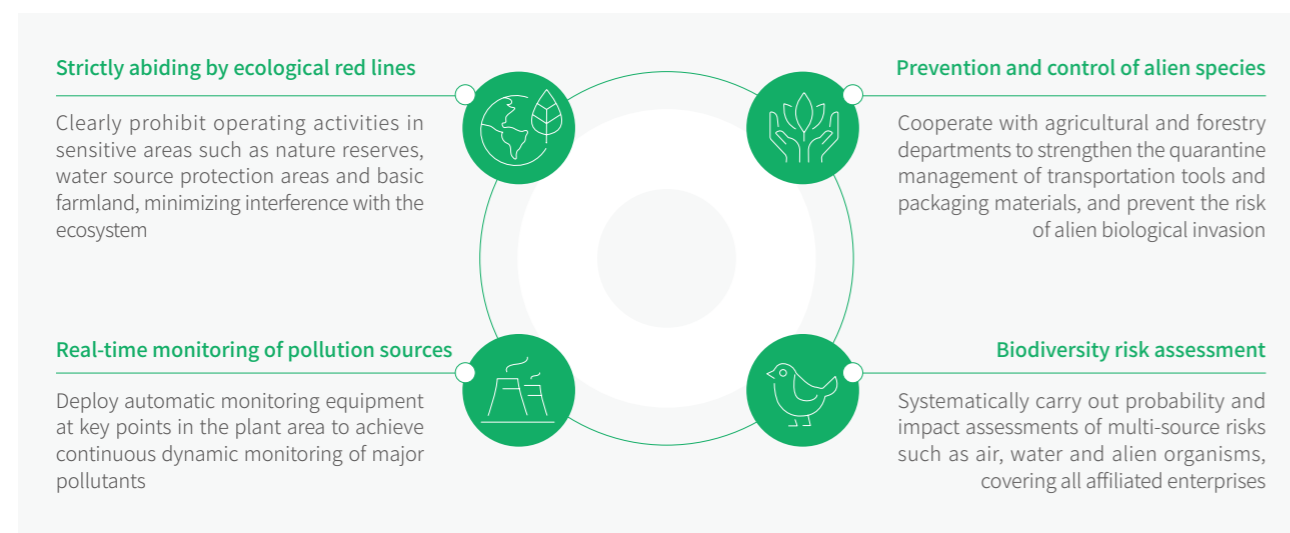 Strictly abiding by ecological red lines
Clearly prohibit operating activities in
sensitive areas such as nature reserves,
water source protection areas and basic
farmland, minimizing interference with the
ecosystem
Prevention and control of alien species
Cooperate with agricultural and forestry
departments to strengthen the quarantine
management of transportation tools and
packaging materials, and prevent the risk
of alien biological invasion
Real-time monitoring of pollution sources
Deploy automatic monitoring equipment
at key points in the plant area to achieve
continuous dynamic monitoring of major
pollutants
Biodiversity risk assessment
Systematically carry out probability and
impact assessments of multi-source risks
such as air, water and alien organisms,
covering all affiliated enterprises